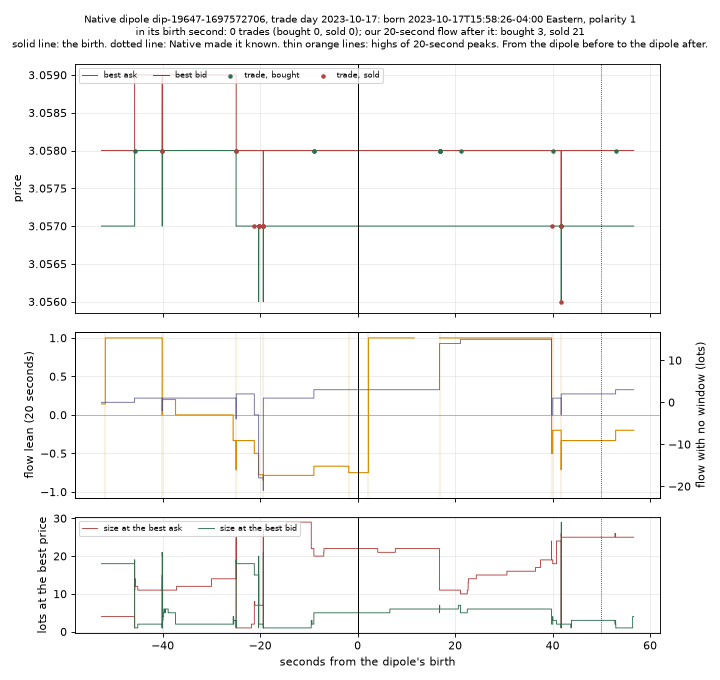 Native dipole dip-19647-1697572706, trade day 2023-10-17: born 2023-10-17T15:58:26-04:00 Eastern, polarity 1
in its birth second: 0 trades (bought 0, sold 0); our 20-second flow after it: bought 3, sold 21
solid line: the birth. dotted line: Native made it known. thin orange lines: highs of 20-second peaks. From the dipole before to the dipole after.
best ask best bid trade, bought trade, sold
3.0590
3.0585
3.0580
3.0575
3.0570
3.0565
3.0560
price
1.0
0.5
0.0
−0.5
−1.0
flow lean (20 seconds)
10
0
−10
−20
flow with no window (lots)
size at the best ask size at the best bid
30
20
10
0
lots at the best price
−40 −20 0 20 40 60
seconds from the dipole's birth